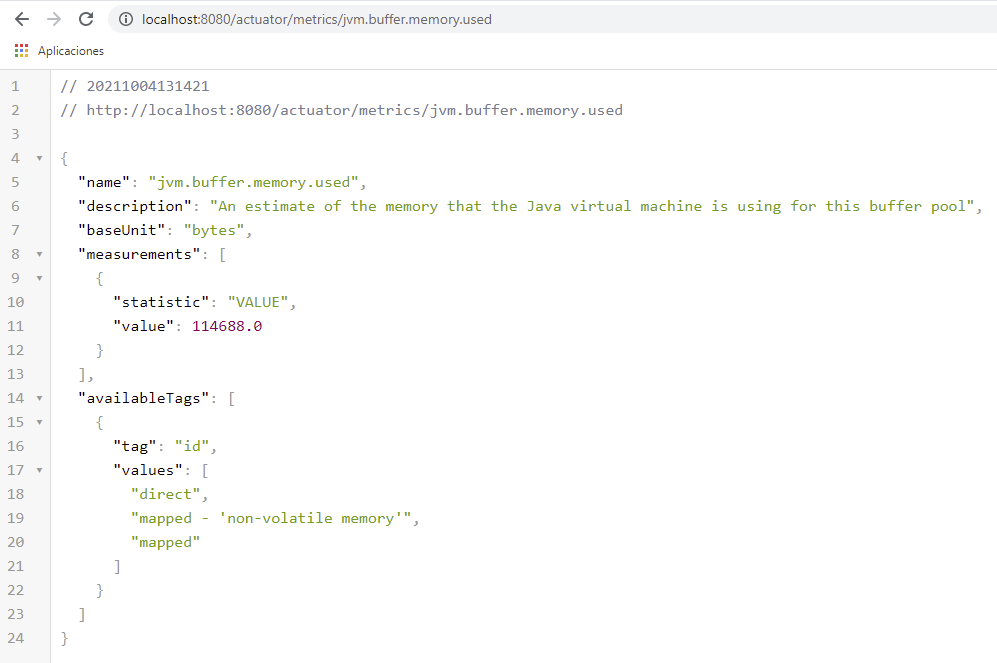 localhost:8080/actuator/metrics/jvm.buffer.memory.used
Aplicaciones
1 // 20211004131421
2 // http://localhost:8080/actuator/metrics/jvm.buffer.memory.used
3
4 {
5 "name": "jvm.buffer.memory.used",
6 "description": "An estimate of the memory that the Java virtual machine is using for this buffer pool",
7 "baseUnit": "bytes",
8 "measurements": [
9 {
10 "statistic": "VALUE",
11 "value": 114688.0
12 }
13 ],
14 "availableTags": [
15 {
16 "tag": "id",
17 "values": [
18 "direct",
19 "mapped - 'non-volatile memory'",
20 "mapped"
21 ]
22 }
23 ]
24 }